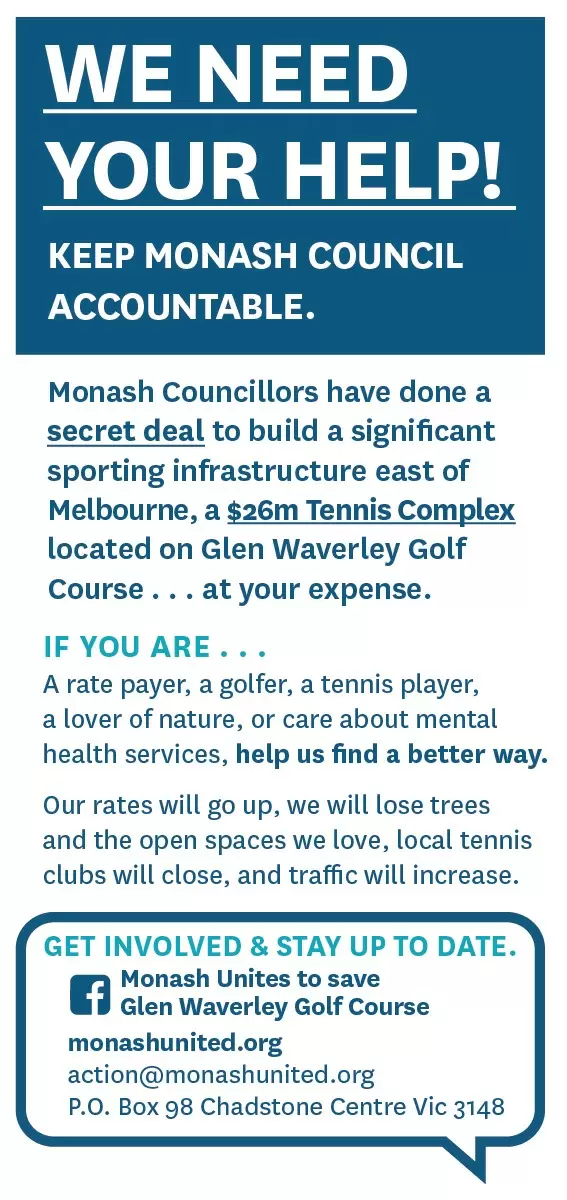 WE NEED
YOUR HELP!
KEEP MONASH COUNCIL
ACCOUNTABLE.
Monash Councillors have done a
secret deal to build a significant
sporting infrastructure east of
Melbourne, a $26m Tennis Complex
located on Glen Waverley Golf
Course . . . at your expense.
IF YOU ARE . . .
A rate payer, a golfer, a tennis player,
a lover of nature, or care about mental
health services, help us find a better way.
Our rates will go up, we will lose trees
and the open spaces we love, local tennis
clubs will close, and traffic will increase.
GET INVOLVED & STAY UP TO DATE.
Monash Unites to save
Glen Waverley Golf Course
monashunited.org
action@monashunited.org
P.O. Box 98 Chadstone Centre Vic 3148